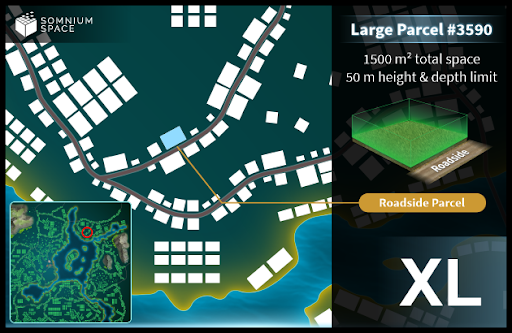 SOMNIUM
SPACE
Large Parcel #3590
1500 m² total space
50 m height & depth limit
Roadside
Roadside Parcel
XL